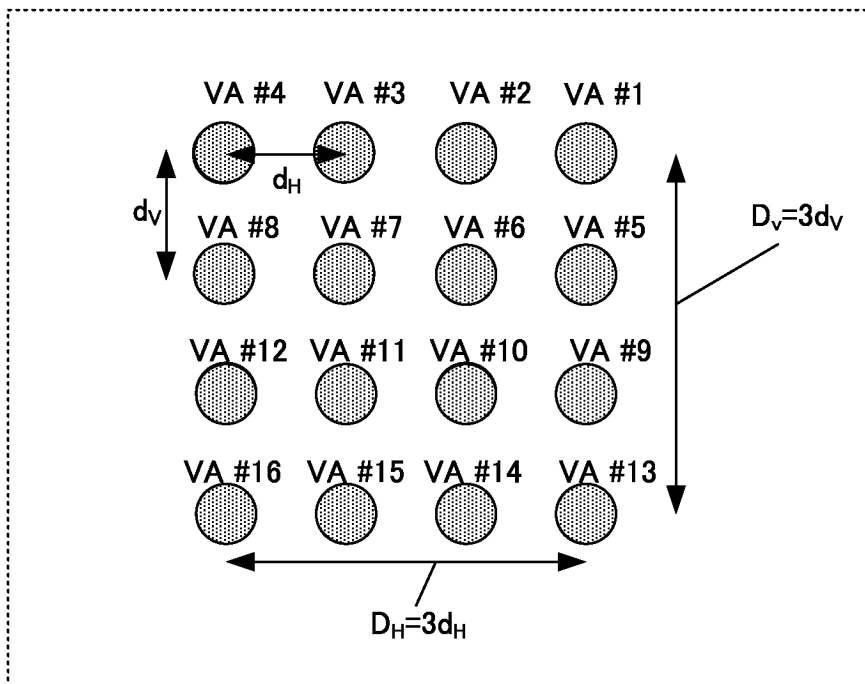 VA #4 VA #3 VA #2 VA #1
dH
dV
VA #8 VA #7 VA #6 VA #5
Dv=3dV
VA #12 VA #11 VA #10 VA #9
VA #16 VA #15 VA #14 VA #13
DH=3dH